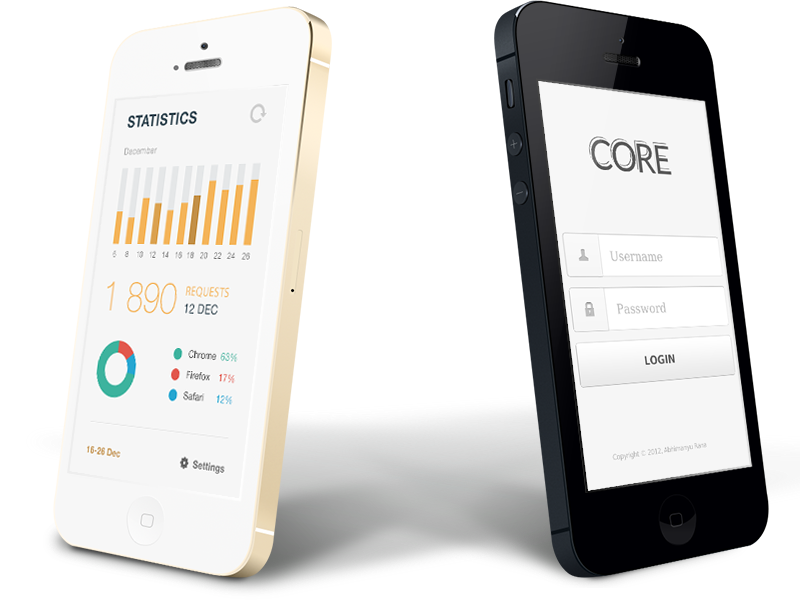 STATISTICS
December
6 8 10 12 14 16 18 20 22 24 26
1 890 REQUESTS
12 DEC
Chrome 63%
Firefox 17%
Safari 12%
16-26 Dec
Settings
CORE
Username
Password
LOGIN
Copyright © 2012, Abhimanyu Rana